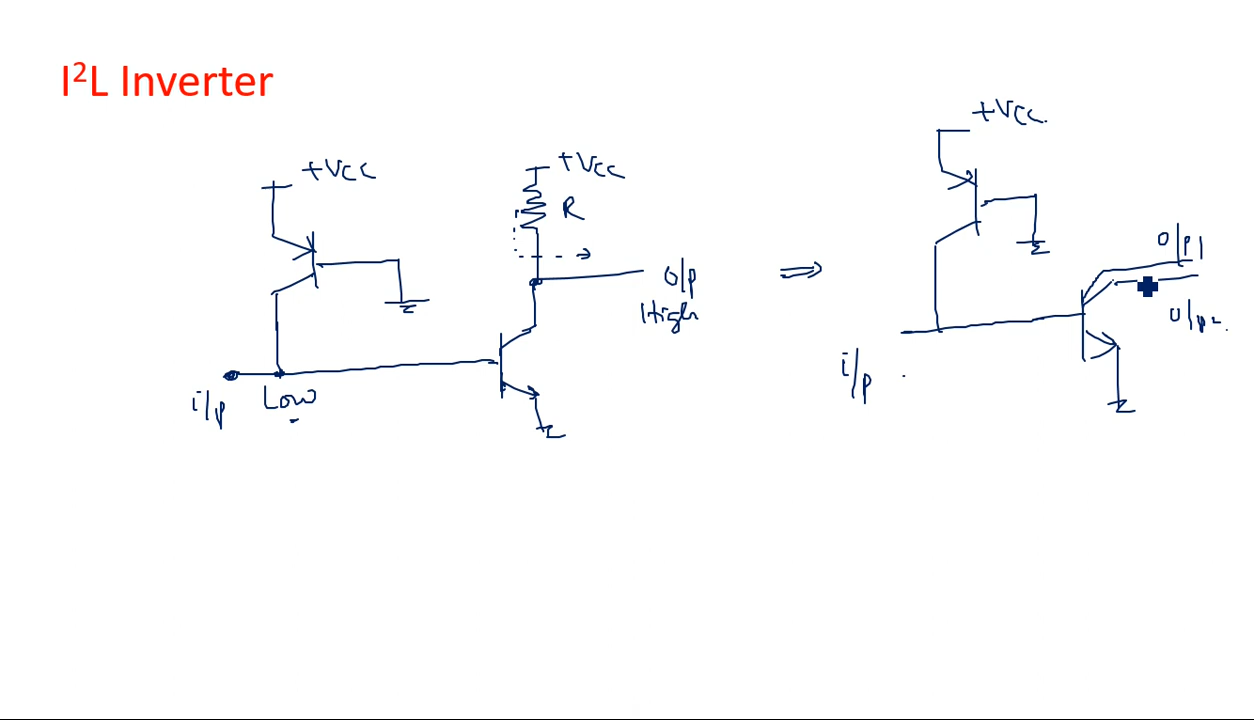 I²L Inverter
+VCC
+VCC
R
O/P
High
i/p
Low
⇒
+VCC
O/P1
O/P2
i/p